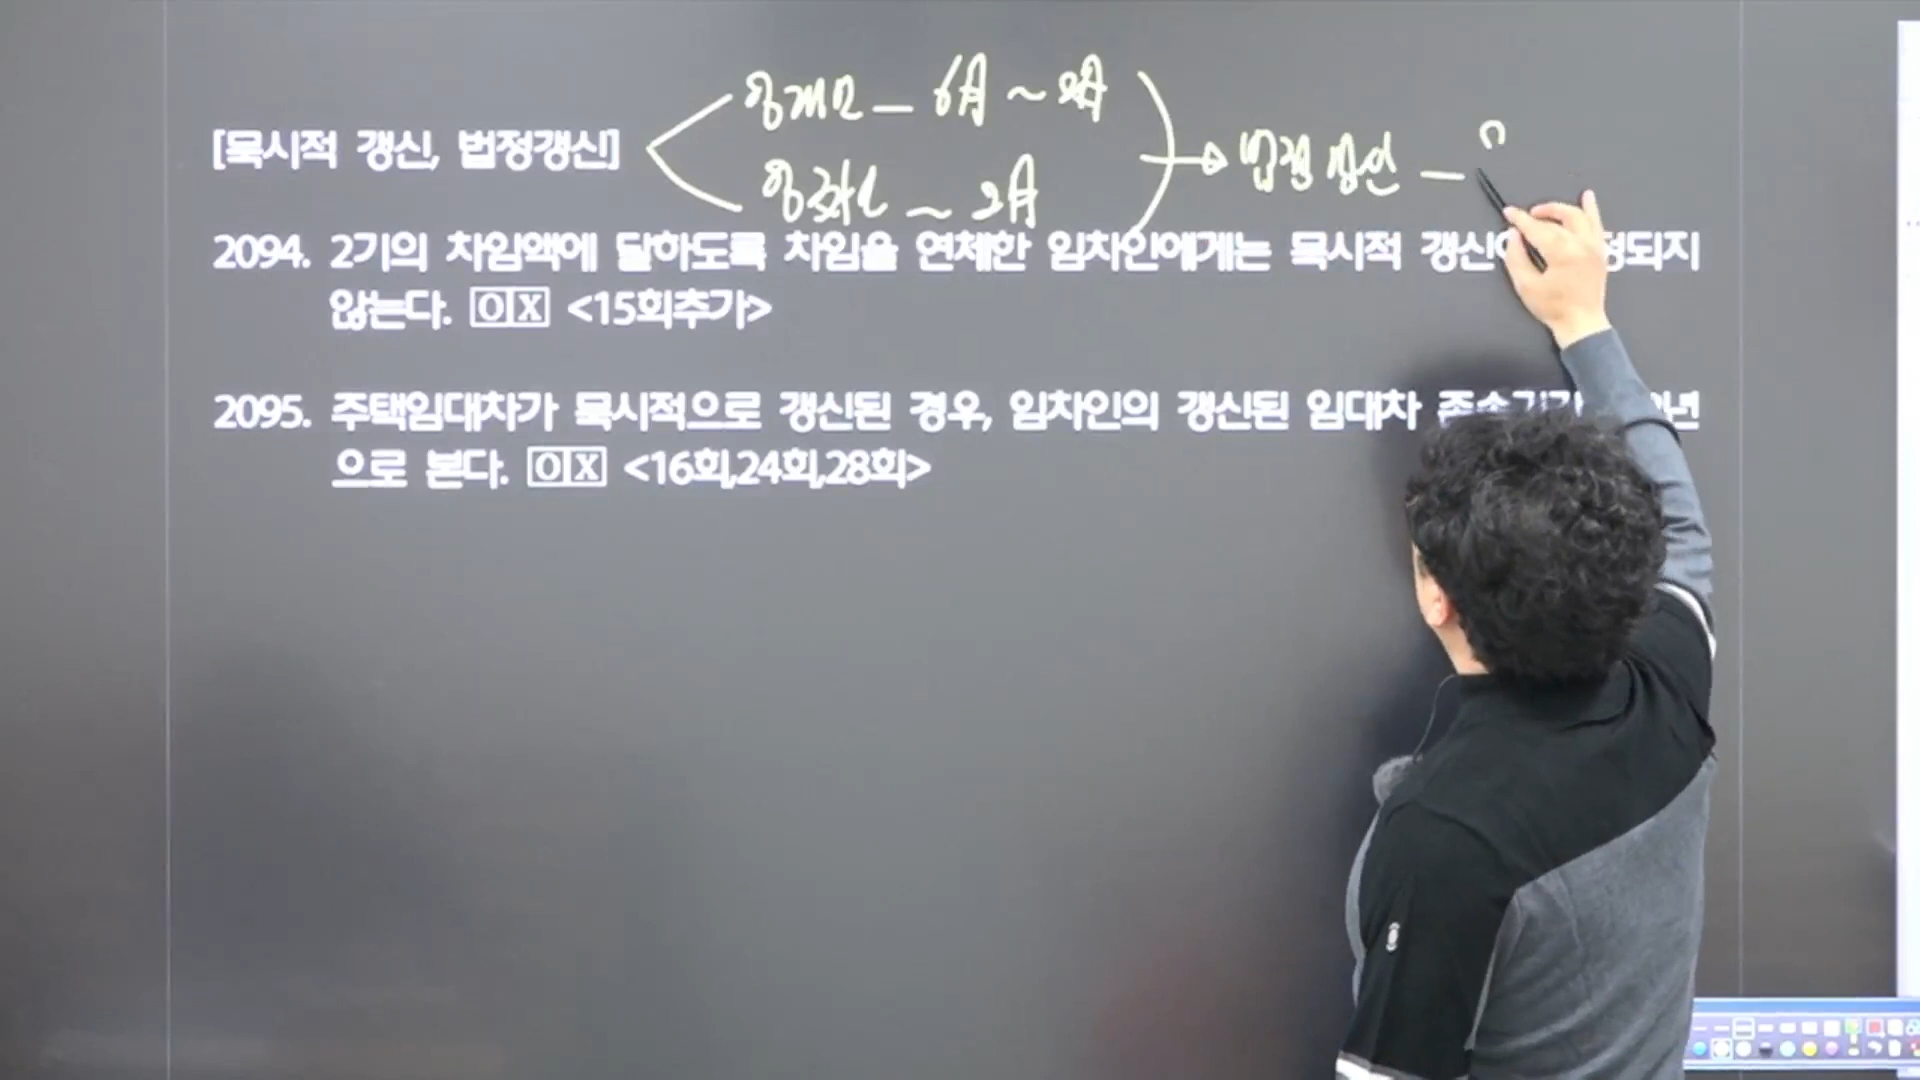 임대인 — 6月 ~ 2月
[묵시적 갱신, 법정갱신]
임차인 ~ 2月
법정갱신 —
2094. 2기의 차임액에 달하도록 차임을 연체한 임차인에게는 묵시적 갱신 정되지
않는다. O X <15회추가>
2095. 주택임대차가 묵시적으로 갱신된 경우, 임차인의 갱신된 임대차 존속기간 년
으로 본다. O X <16회,24회,28회>